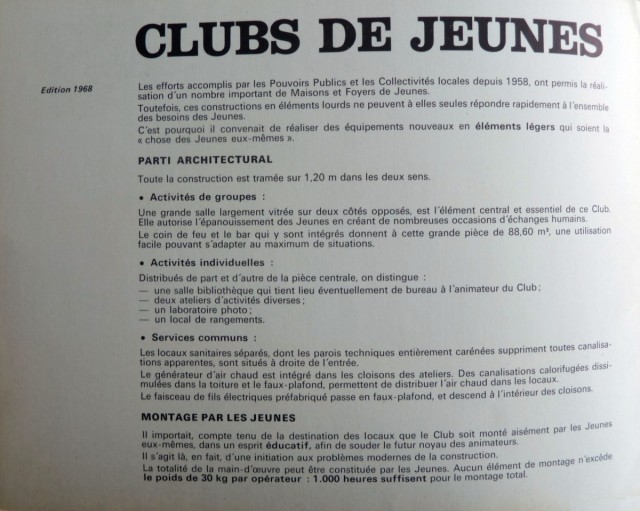 CLUBS DE JEUNES
Edition 1968
Les efforts accomplis par les Pouvoirs Publics et les Collectivités locales depuis 1958, ont permis la réali-
sation d'un nombre important de Maisons et Foyers de Jeunes.
Toutefois, ces constructions en éléments lourds ne peuvent à elles seules répondre rapidement à l'ensemble
des besoins des Jeunes.
C'est pourquoi il convenait de réaliser des équipements nouveaux en éléments légers qui soient la
« chose des Jeunes eux-mêmes ».
PARTI ARCHITECTURAL
Toute la construction est tramée sur 1,20 m dans les deux sens.
• Activités de groupes :
Une grande salle largement vitrée sur deux côtés opposés, est l'élément central et essentiel de ce Club.
Elle autorise l'épanouissement des Jeunes en créant de nombreuses occasions d'échanges humains.
Le coin de feu et le bar qui y sont intégrés donnent à cette grande pièce de 88,60 m², une utilisation
facile pouvant s'adapter au maximum de situations.
• Activités individuelles :
Distribués de part et d'autre de la pièce centrale, on distingue :
— une salle bibliothèque qui tient lieu éventuellement de bureau à l'animateur du Club ;
— deux ateliers d'activités diverses ;
— un laboratoire photo ;
— un local de rangements.
• Services communs :
Les locaux sanitaires séparés, dont les parois techniques entièrement carénées suppriment toutes canalisa-
tions apparentes, sont situés à droite de l'entrée.
Le générateur d'air chaud est intégré dans les cloisons des ateliers. Des canalisations calorifugées dissi-
mulées dans la toiture et le faux-plafond, permettent de distribuer l'air chaud dans les locaux.
Le faisceau de fils électriques préfabriqué passe en faux-plafond, et descend à l'intérieur des cloisons.
MONTAGE PAR LES JEUNES
Il importait, compte tenu de la destination des locaux que le Club soit monté aisément par les Jeunes
eux-mêmes, dans un esprit éducatif, afin de souder le futur noyau des animateurs.
Il s'agit là, en fait, d'une initiation aux problèmes modernes de la construction.
La totalité de la main-d'œuvre peut être constituée par les Jeunes. Aucun élément de montage n'excède
le poids de 30 kg par opérateur : 1.000 heures suffisent pour le montage total.